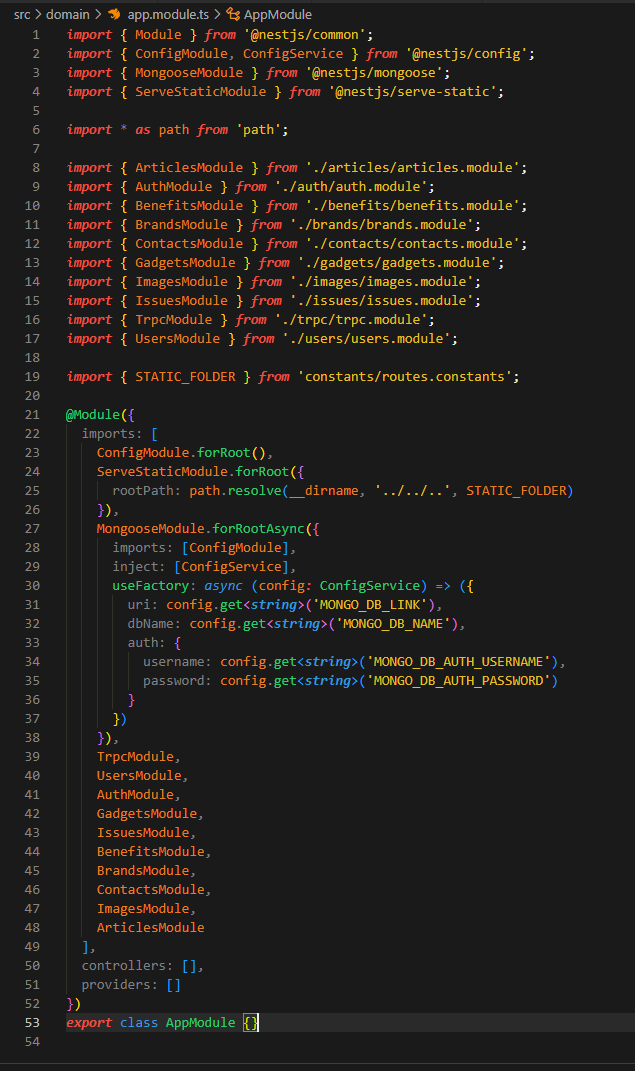 src > domain > app.module.ts > AppModule
1 import { Module } from '@nestjs/common';
2 import { ConfigModule, ConfigService } from '@nestjs/config';
3 import { MongooseModule } from '@nestjs/mongoose';
4 import { ServeStaticModule } from '@nestjs/serve-static';
5
6 import * as path from 'path';
7
8 import { ArticlesModule } from './articles/articles.module';
9 import { AuthModule } from './auth/auth.module';
10 import { BenefitsModule } from './benefits/benefits.module';
11 import { BrandsModule } from './brands/brands.module';
12 import { ContactsModule } from './contacts/contacts.module';
13 import { GadgetsModule } from './gadgets/gadgets.module';
14 import { ImagesModule } from './images/images.module';
15 import { IssuesModule } from './issues/issues.module';
16 import { TrpcModule } from './trpc/trpc.module';
17 import { UsersModule } from './users/users.module';
18
19 import { STATIC_FOLDER } from 'constants/routes.constants';
20
21 @Module({
22   imports: [
23     ConfigModule.forRoot(),
24     ServeStaticModule.forRoot({
25       rootPath: path.resolve(__dirname, '../../..', STATIC_FOLDER)
26     }),
27     MongooseModule.forRootAsync({
28       imports: [ConfigModule],
29       inject: [ConfigService],
30       useFactory: async (config: ConfigService) => ({
31         uri: config.get<string>('MONGO_DB_LINK'),
32         dbName: config.get<string>('MONGO_DB_NAME'),
33         auth: {
34           username: config.get<string>('MONGO_DB_AUTH_USERNAME'),
35           password: config.get<string>('MONGO_DB_AUTH_PASSWORD')
36         }
37       })
38     }),
39     TrpcModule,
40     UsersModule,
41     AuthModule,
42     GadgetsModule,
43     IssuesModule,
44     BenefitsModule,
45     BrandsModule,
46     ContactsModule,
47     ImagesModule,
48     ArticlesModule
49   ],
50   controllers: [],
51   providers: []
52 })
53 export class AppModule {}
54